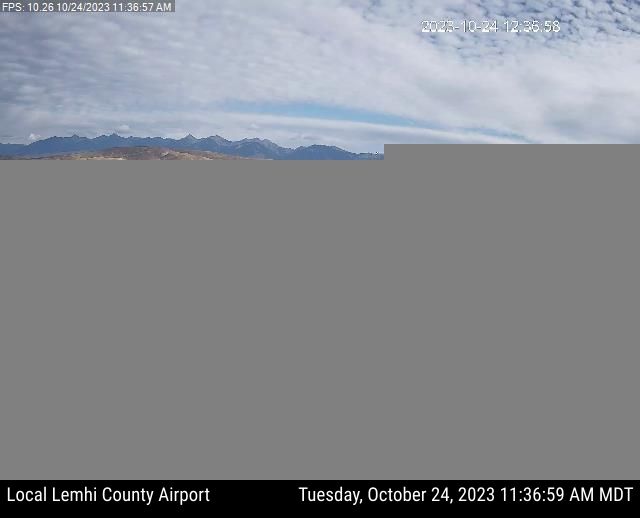 FPS: 10.26 10/24/2023 11:36:57 AM
2023-10-24 12:36:58
Local Lemhi County Airport
Tuesday, October 24, 2023 11:36:59 AM MDT